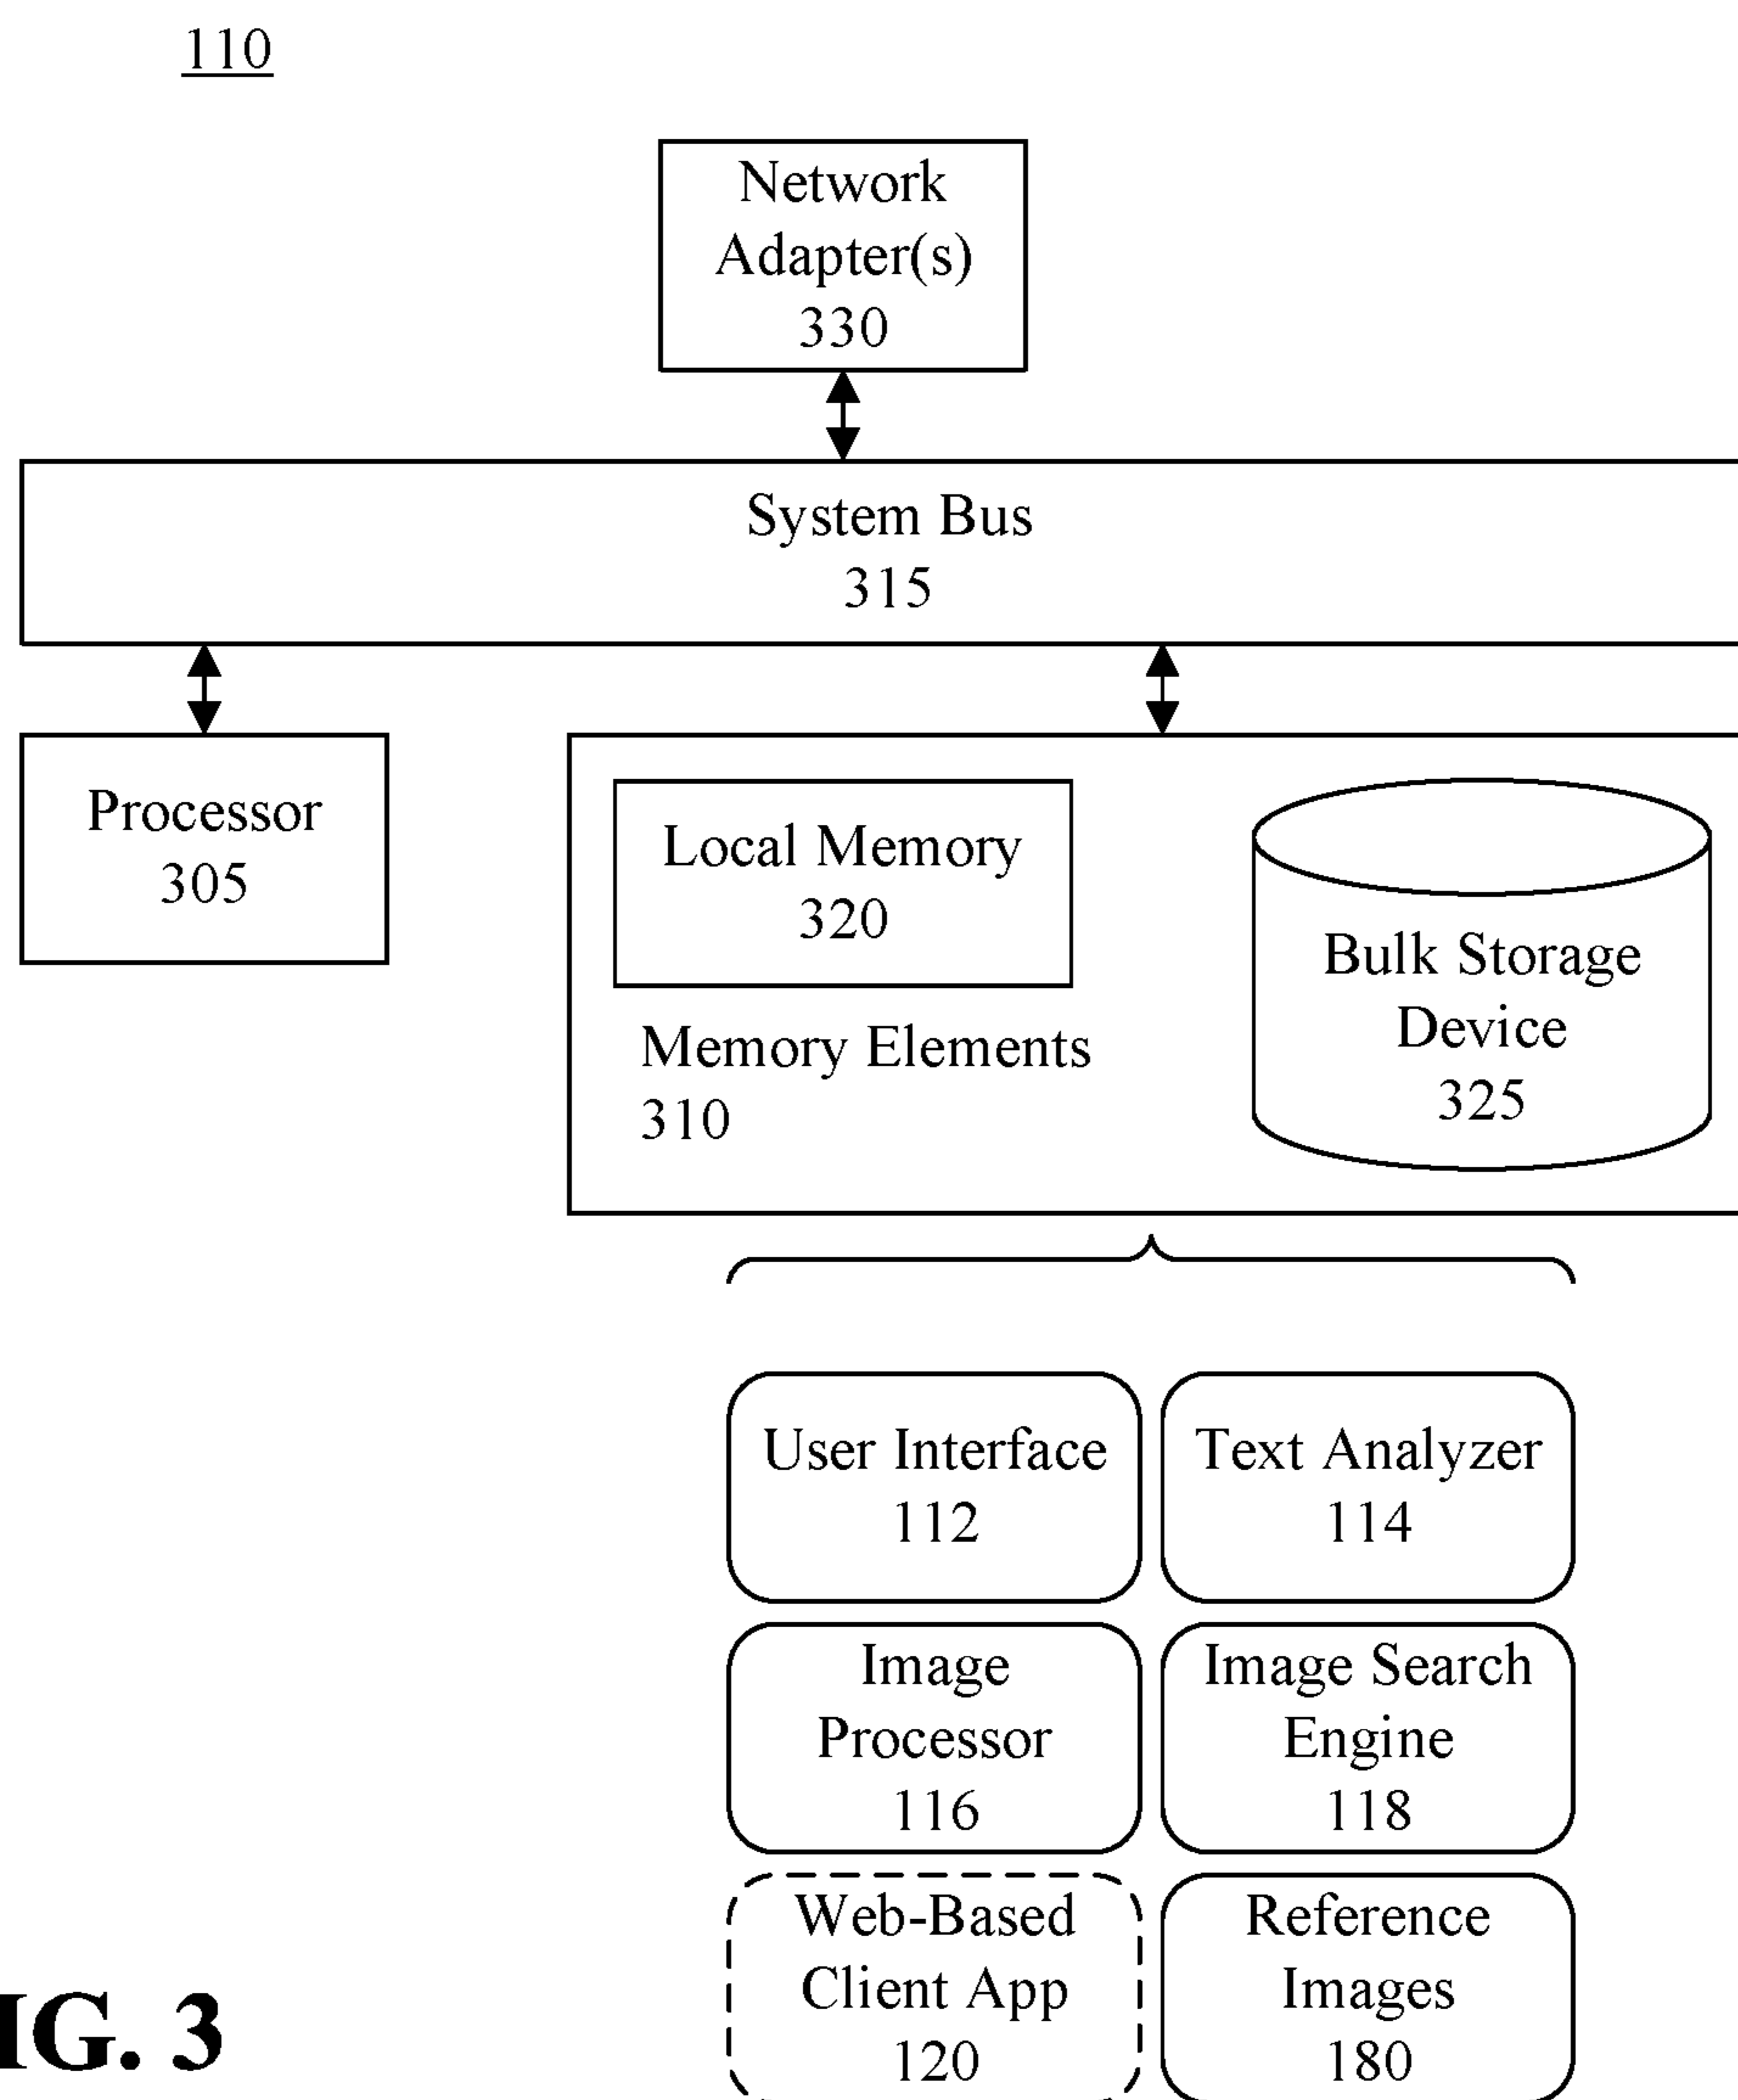 110
Network
Adapter(s)
330
System Bus
315
Processor
305
Local Memory
320
Memory Elements
310
Bulk Storage
Device
325
User Interface
112
Text Analyzer
114
Image
Processor
116
Image Search
Engine
118
Web-Based
Client App
120
Reference
Images
180
IG. 3